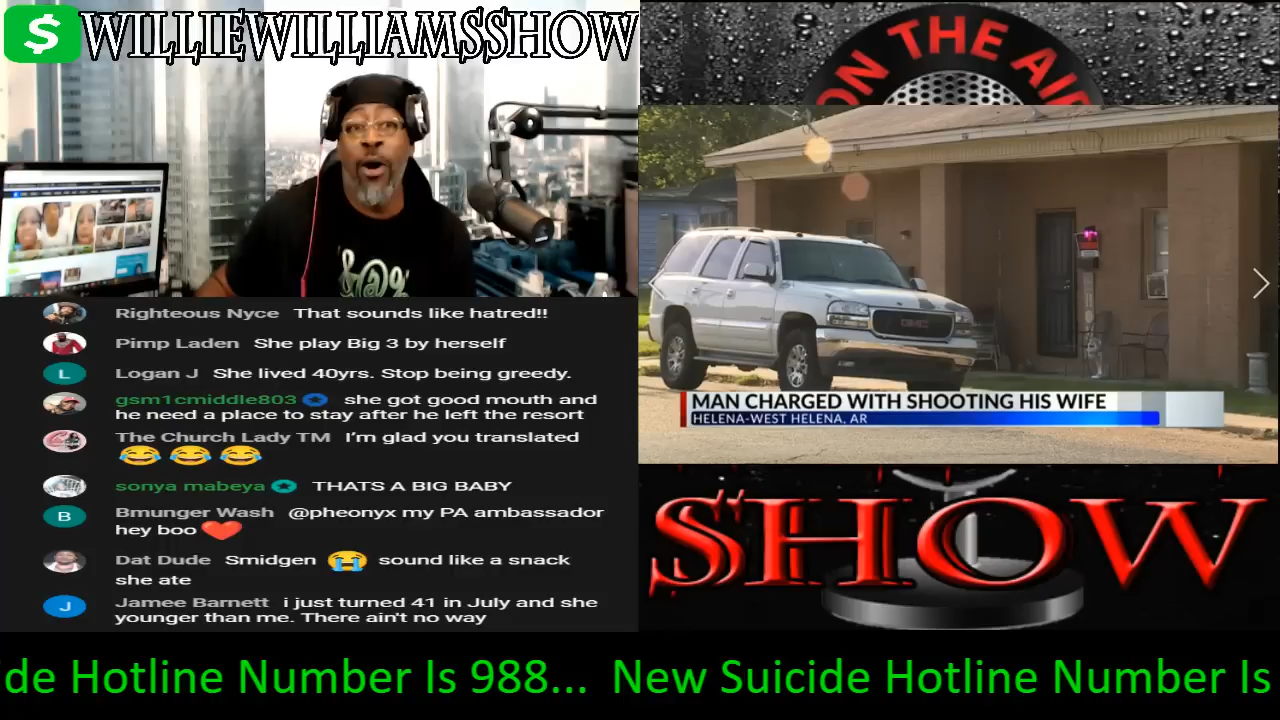 $ WILLIEWILLIAMSSHOW
ON THE AIR
MAN CHARGED WITH SHOOTING HIS WIFE
HELENA-WEST HELENA, AR
GMC
Righteous Nyce That sounds like hatred!!
Pimp Laden She play Big 3 by herself
L Logan J She lived 40yrs. Stop being greedy.
gsm1cmiddle803 she got good mouth and
he need a place to stay after he left the resort
The Church Lady TM I'm glad you translated
😂 😂 😂
sonya mabeya THATS A BIG BABY
B Bmunger Wash @pheonyx my PA ambassador
hey boo ❤️
Dat Dude Smidgen 😭 sound like a snack
she ate
J Jamee Barnett i just turned 41 in July and she
younger than me. There ain't no way
SHOW
de Hotline Number Is 988... New Suicide Hotline Number Is